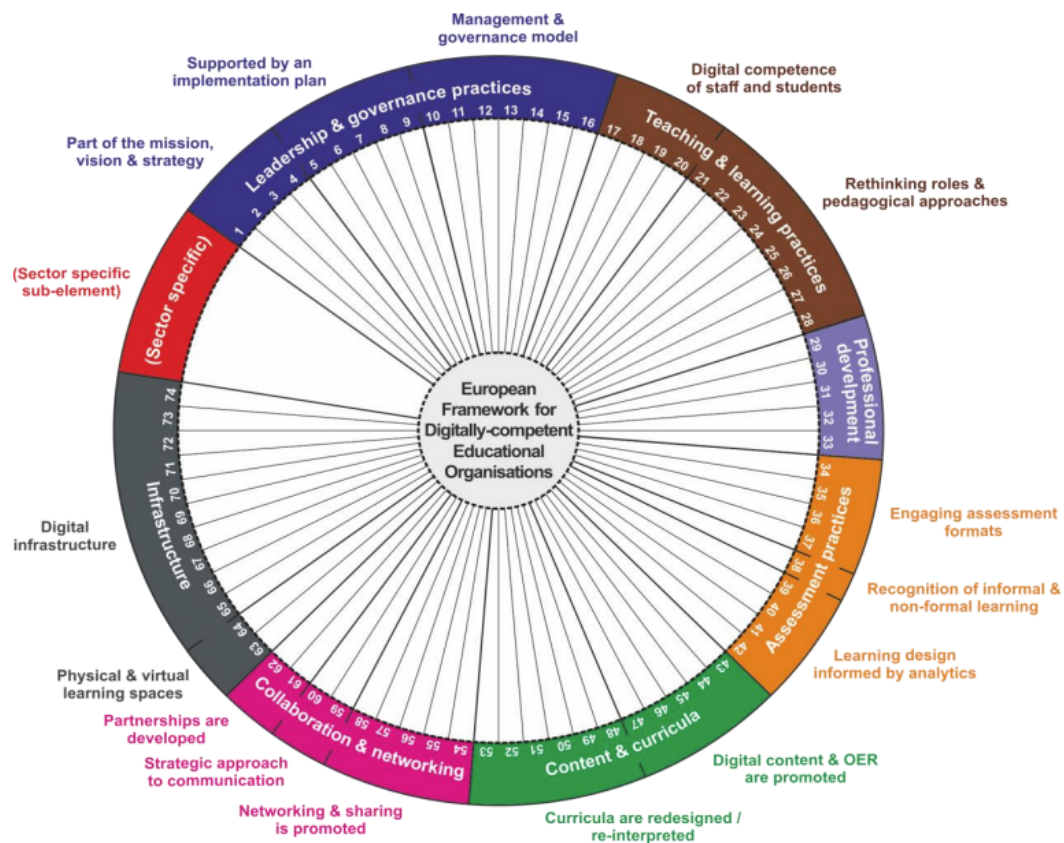 Management &
governance model
Supported by an
implementation plan
Part of the mission,
vision & strategy
(Sector specific
sub-element)
Digital
infrastructure
Physical & virtual
learning spaces
Partnerships are
developed
Strategic approach
to communication
Networking & sharing
is promoted
Curricula are redesigned /
re-interpreted
Digital content & OER
are promoted
Learning design
informed by analytics
Recognition of informal &
non-formal learning
Engaging assessment
formats
Rethinking roles &
pedagogical approaches
Digital competence
of staff and students
Leadership & governance practices
Teaching & learning practices
Professional
develpment
Assessment practices
Content & curricula
Collaboration & networking
Infrastructure
(Sector specific)
1
2
3
4
5
6
7
8
9
10
11
12
13
14
15
16
17
18
19
20
21
22
23
24
25
26
27
28
29
30
31
32
33
34
35
36
37
38
39
40
41
42
43
44
45
46
47
48
49
50
51
52
53
54
55
56
57
58
59
60
61
62
63
64
65
66
67
68
69
70
71
72
73
74
European
Framework for
Digitally-competent
Educational
Organisations